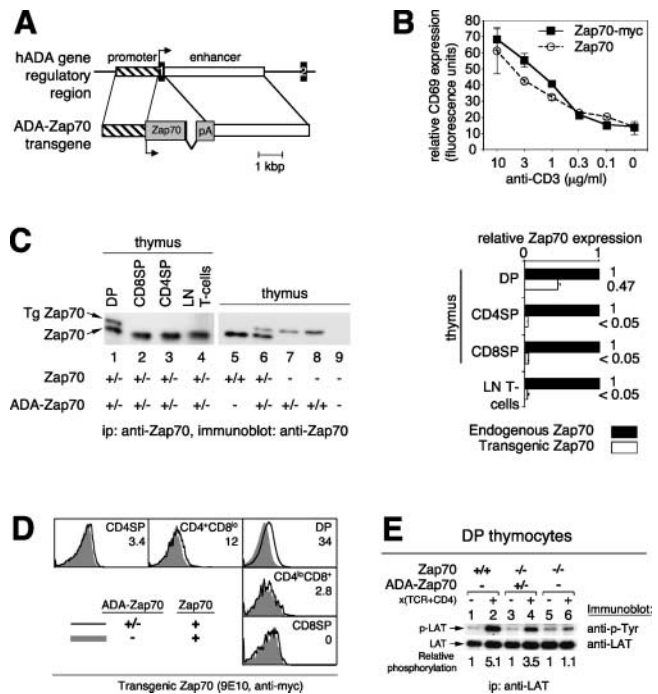 A
hADA gene
regulatory
region
promoter
enhancer
ADA-Zap70
transgene
Zap70
pA
1 kbp
B
relative CD69 expression
(fluorescence units)
80
70
60
50
40
30
20
10
0
Zap70-myc
Zap70
10 3 1 0.3 0.1 0
anti-CD3 (μg/ml)
C
thymus
DP
CD8SP
CD4SP
LN
T-cells
thymus
Tg Zap70
Zap70
1 2 3 4 5 6 7 8 9
Zap70 +/- +/- +/- +/- +/+ +/- - - -
ADA-Zap70 +/- +/- +/- +/- - +/- +/- +/+ -
ip: anti-Zap70, immunoblot: anti-Zap70
relative Zap70 expression
0 1
thymus
DP 1
0.47
CD4SP 1
< 0.05
CD8SP 1
< 0.05
LN T-
cells 1
< 0.05
Endogenous Zap70
Transgenic Zap70
D
CD4SP
3.4
CD4+CD8lo
12
DP
34
CD4loCD8+
2.8
CD8SP
0
ADA-Zap70 Zap70
+/- +
- +
Transgenic Zap70 (9E10, anti-myc)
E
DP thymocytes
Zap70 +/+ -/- -/-
ADA-Zap70 - +/- -
x(TCR+CD4) - + - + - +
1 2 3 4 5 6 Immunoblot:
p-LAT anti-p-Tyr
LAT anti-LAT
Relative
phosphorylation 1 5.1 1 3.5 1 1.1
ip: anti-LAT